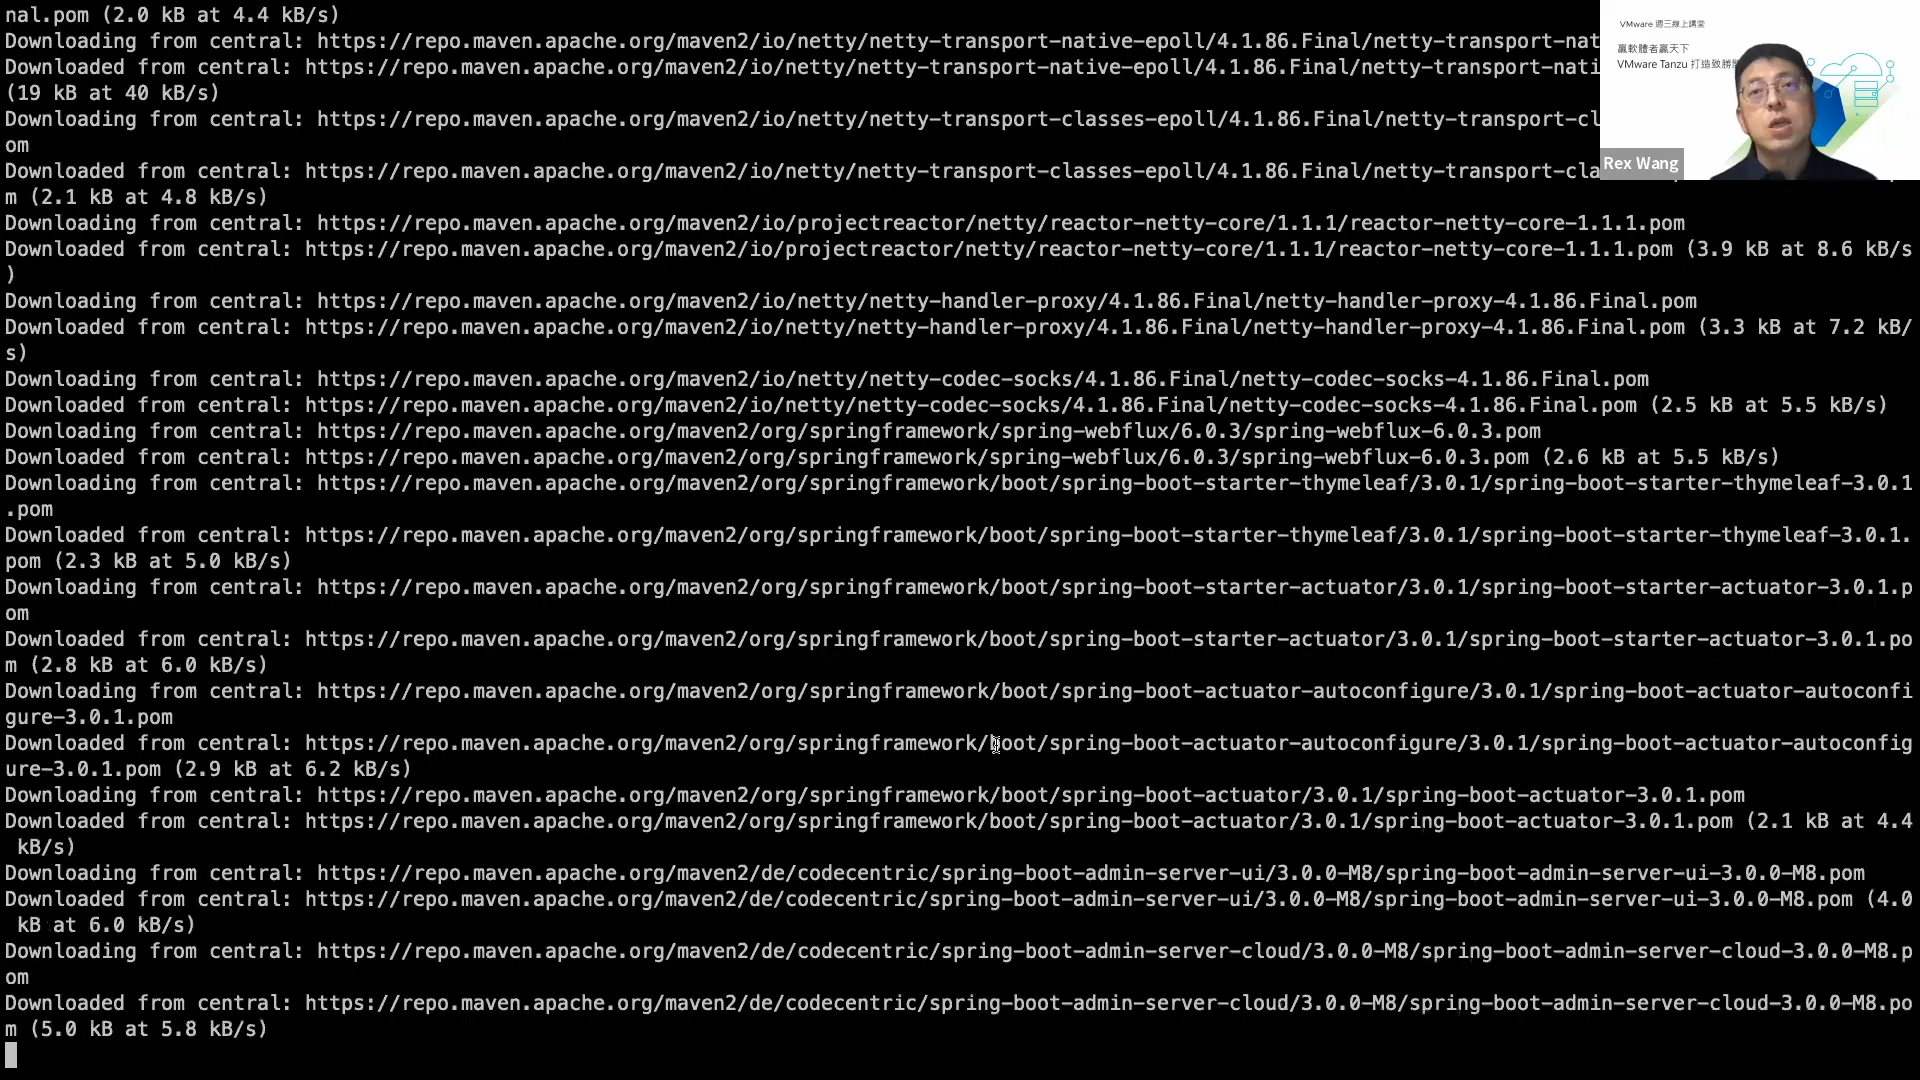 nal.pom (2.0 kB at 4.4 kB/s)
Downloading from central: https://repo.maven.apache.org/maven2/io/netty/netty-transport-native-epoll/4.1.86.Final/netty-transport-nat
Downloaded from central: https://repo.maven.apache.org/maven2/io/netty/netty-transport-native-epoll/4.1.86.Final/netty-transport-nati
(19 kB at 40 kB/s)
Downloading from central: https://repo.maven.apache.org/maven2/io/netty/netty-transport-classes-epoll/4.1.86.Final/netty-transport-cl
om
Downloaded from central: https://repo.maven.apache.org/maven2/io/netty/netty-transport-classes-epoll/4.1.86.Final/netty-transport-cla
m (2.1 kB at 4.8 kB/s)
Downloading from central: https://repo.maven.apache.org/maven2/io/projectreactor/netty/reactor-netty-core/1.1.1/reactor-netty-core-1.1.1.pom
Downloaded from central: https://repo.maven.apache.org/maven2/io/projectreactor/netty/reactor-netty-core/1.1.1/reactor-netty-core-1.1.1.pom (3.9 kB at 8.6 kB/s
)
Downloading from central: https://repo.maven.apache.org/maven2/io/netty/netty-handler-proxy/4.1.86.Final/netty-handler-proxy-4.1.86.Final.pom
Downloaded from central: https://repo.maven.apache.org/maven2/io/netty/netty-handler-proxy/4.1.86.Final/netty-handler-proxy-4.1.86.Final.pom (3.3 kB at 7.2 kB/
s)
Downloading from central: https://repo.maven.apache.org/maven2/io/netty/netty-codec-socks/4.1.86.Final/netty-codec-socks-4.1.86.Final.pom
Downloaded from central: https://repo.maven.apache.org/maven2/io/netty/netty-codec-socks/4.1.86.Final/netty-codec-socks-4.1.86.Final.pom (2.5 kB at 5.5 kB/s)
Downloading from central: https://repo.maven.apache.org/maven2/org/springframework/spring-webflux/6.0.3/spring-webflux-6.0.3.pom
Downloaded from central: https://repo.maven.apache.org/maven2/org/springframework/spring-webflux/6.0.3/spring-webflux-6.0.3.pom (2.6 kB at 5.5 kB/s)
Downloading from central: https://repo.maven.apache.org/maven2/org/springframework/boot/spring-boot-starter-thymeleaf/3.0.1/spring-boot-starter-thymeleaf-3.0.1
.pom
Downloaded from central: https://repo.maven.apache.org/maven2/org/springframework/boot/spring-boot-starter-thymeleaf/3.0.1/spring-boot-starter-thymeleaf-3.0.1.
pom (2.3 kB at 5.0 kB/s)
Downloading from central: https://repo.maven.apache.org/maven2/org/springframework/boot/spring-boot-starter-actuator/3.0.1/spring-boot-starter-actuator-3.0.1.p
om
Downloaded from central: https://repo.maven.apache.org/maven2/org/springframework/boot/spring-boot-starter-actuator/3.0.1/spring-boot-starter-actuator-3.0.1.po
m (2.8 kB at 6.0 kB/s)
Downloading from central: https://repo.maven.apache.org/maven2/org/springframework/boot/spring-boot-actuator-autoconfigure/3.0.1/spring-boot-actuator-autoconfi
gure-3.0.1.pom
Downloaded from central: https://repo.maven.apache.org/maven2/org/springframework/boot/spring-boot-actuator-autoconfigure/3.0.1/spring-boot-actuator-autoconfig
ure-3.0.1.pom (2.9 kB at 6.2 kB/s)
Downloading from central: https://repo.maven.apache.org/maven2/org/springframework/boot/spring-boot-actuator/3.0.1/spring-boot-actuator-3.0.1.pom
Downloaded from central: https://repo.maven.apache.org/maven2/org/springframework/boot/spring-boot-actuator/3.0.1/spring-boot-actuator-3.0.1.pom (2.1 kB at 4.4
 kB/s)
Downloading from central: https://repo.maven.apache.org/maven2/de/codecentric/spring-boot-admin-server-ui/3.0.0-M8/spring-boot-admin-server-ui-3.0.0-M8.pom
Downloaded from central: https://repo.maven.apache.org/maven2/de/codecentric/spring-boot-admin-server-ui/3.0.0-M8/spring-boot-admin-server-ui-3.0.0-M8.pom (4.0
 kB at 6.0 kB/s)
Downloading from central: https://repo.maven.apache.org/maven2/de/codecentric/spring-boot-admin-server-cloud/3.0.0-M8/spring-boot-admin-server-cloud-3.0.0-M8.p
om
Downloaded from central: https://repo.maven.apache.org/maven2/de/codecentric/spring-boot-admin-server-cloud/3.0.0-M8/spring-boot-admin-server-cloud-3.0.0-M8.po
m (5.0 kB at 5.8 kB/s)
VMware 週三線上講堂
贏軟體者贏天下
VMware Tanzu 打造致勝
Rex Wang